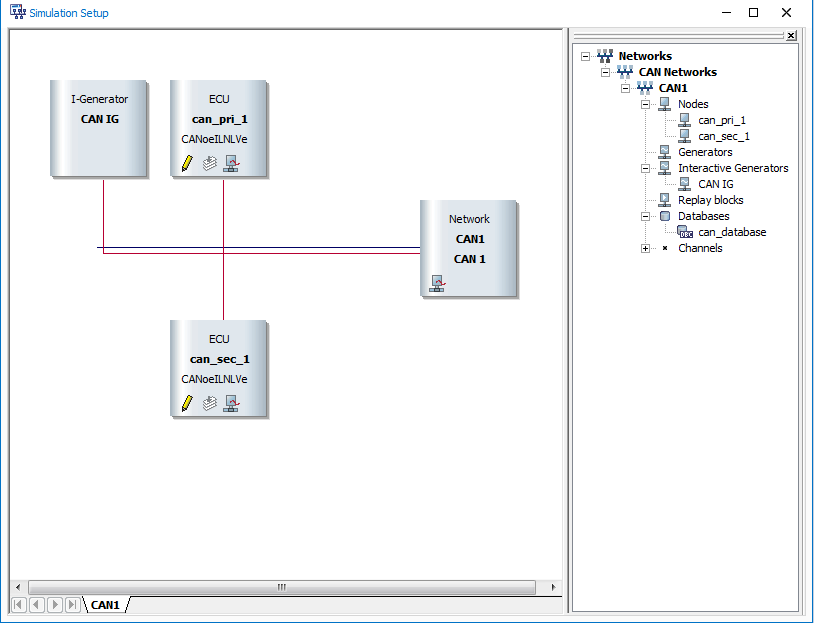 Simulation Setup
I-Generator
CAN IG
ECU
can_pri_1
CANoeILNLVe
Network
CAN1
CAN 1
ECU
can_sec_1
CANoeILNLVe
CAN1
Networks
CAN Networks
CAN1
Nodes
can_pri_1
can_sec_1
Generators
Interactive Generators
CAN IG
Replay blocks
Databases
can_database
Channels